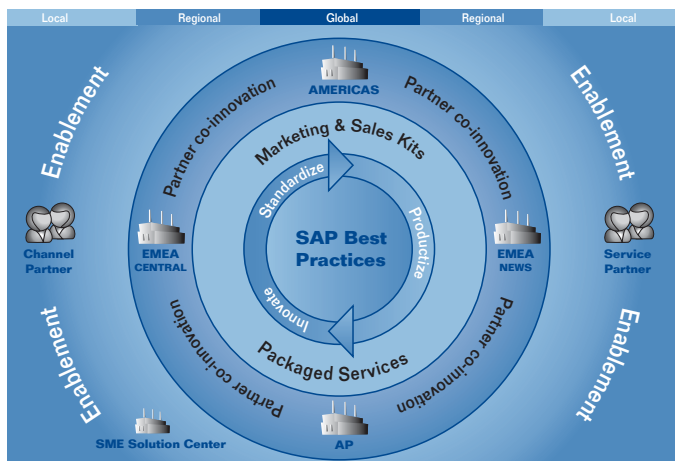 Local
Regional
Global
Regional
Local
Enablement
Enablement
Partner co-innovation
Partner co-innovation
AMERICAS
Marketing & Sales Kits
Standardize
Productize
Innovate
SAP Best
Practices
Channel
Partner
EMEA
CENTRAL
EMEA
NEWS
Service
Partner
Packaged Services
Partner co-innovation
Partner co-innovation
Enablement
Enablement
AP
SME Solution Center